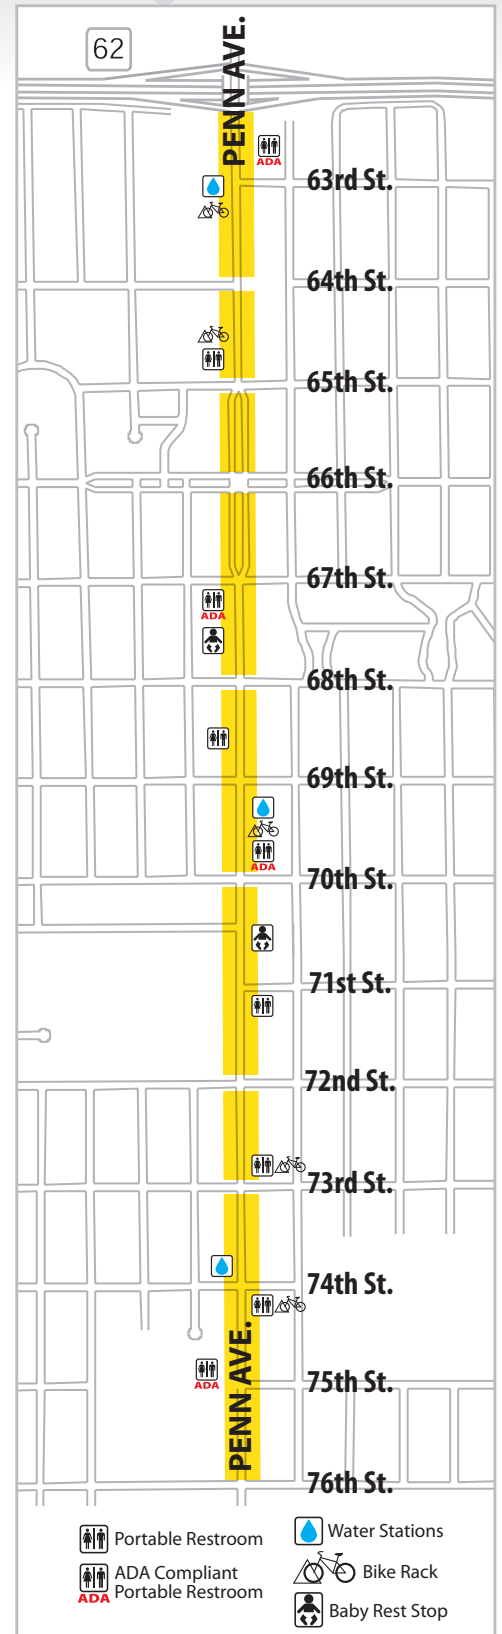 62
PENN AVE.
ADA
63rd St.
64th St.
65th St.
66th St.
67th St.
ADA
68th St.
69th St.
ADA
70th St.
71st St.
72nd St.
73rd St.
74th St.
ADA
75th St.
PENN AVE.
76th St.
Portable Restroom
ADA
ADA Compliant
Portable Restroom
Water Stations
Bike Rack
Baby Rest Stop